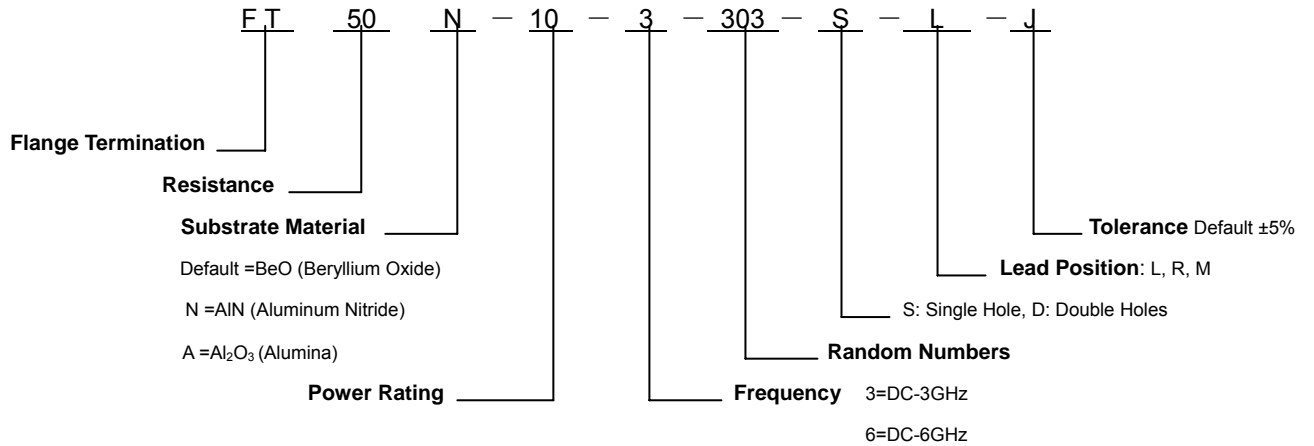 FT 50 N - 10 - 3 - 303 - S - L - J
Flange Termination
Resistance
Substrate Material
Tolerance Default ±5%
Default =BeO (Beryllium Oxide)
Lead Position: L, R, M
N =AlN (Aluminum Nitride)
S: Single Hole, D: Double Holes
A =Al₂O₃ (Alumina)
Random Numbers
Power Rating
Frequency 3=DC-3GHz
6=DC-6GHz